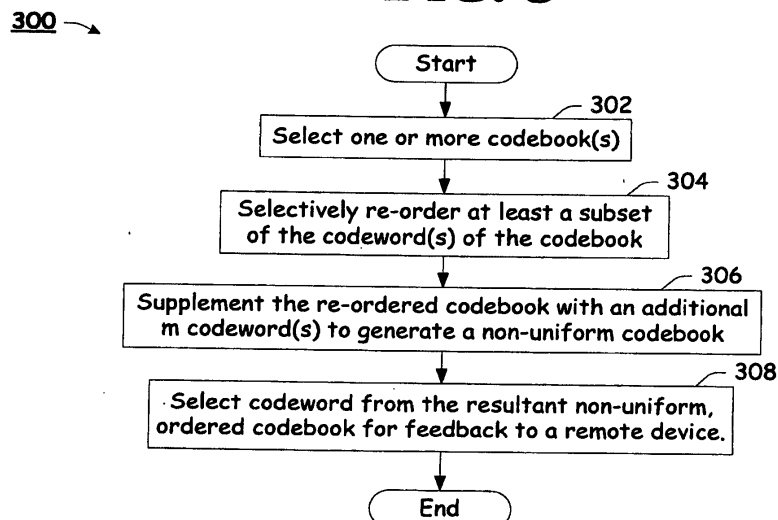 300
Start
302
Select one or more codebook(s)
304
Selectively re-order at least a subset
of the codeword(s) of the codebook
306
Supplement the re-ordered codebook with an additional
m codeword(s) to generate a non-uniform codebook
308
Select codeword from the resultant non-uniform,
ordered codebook for feedback to a remote device.
End